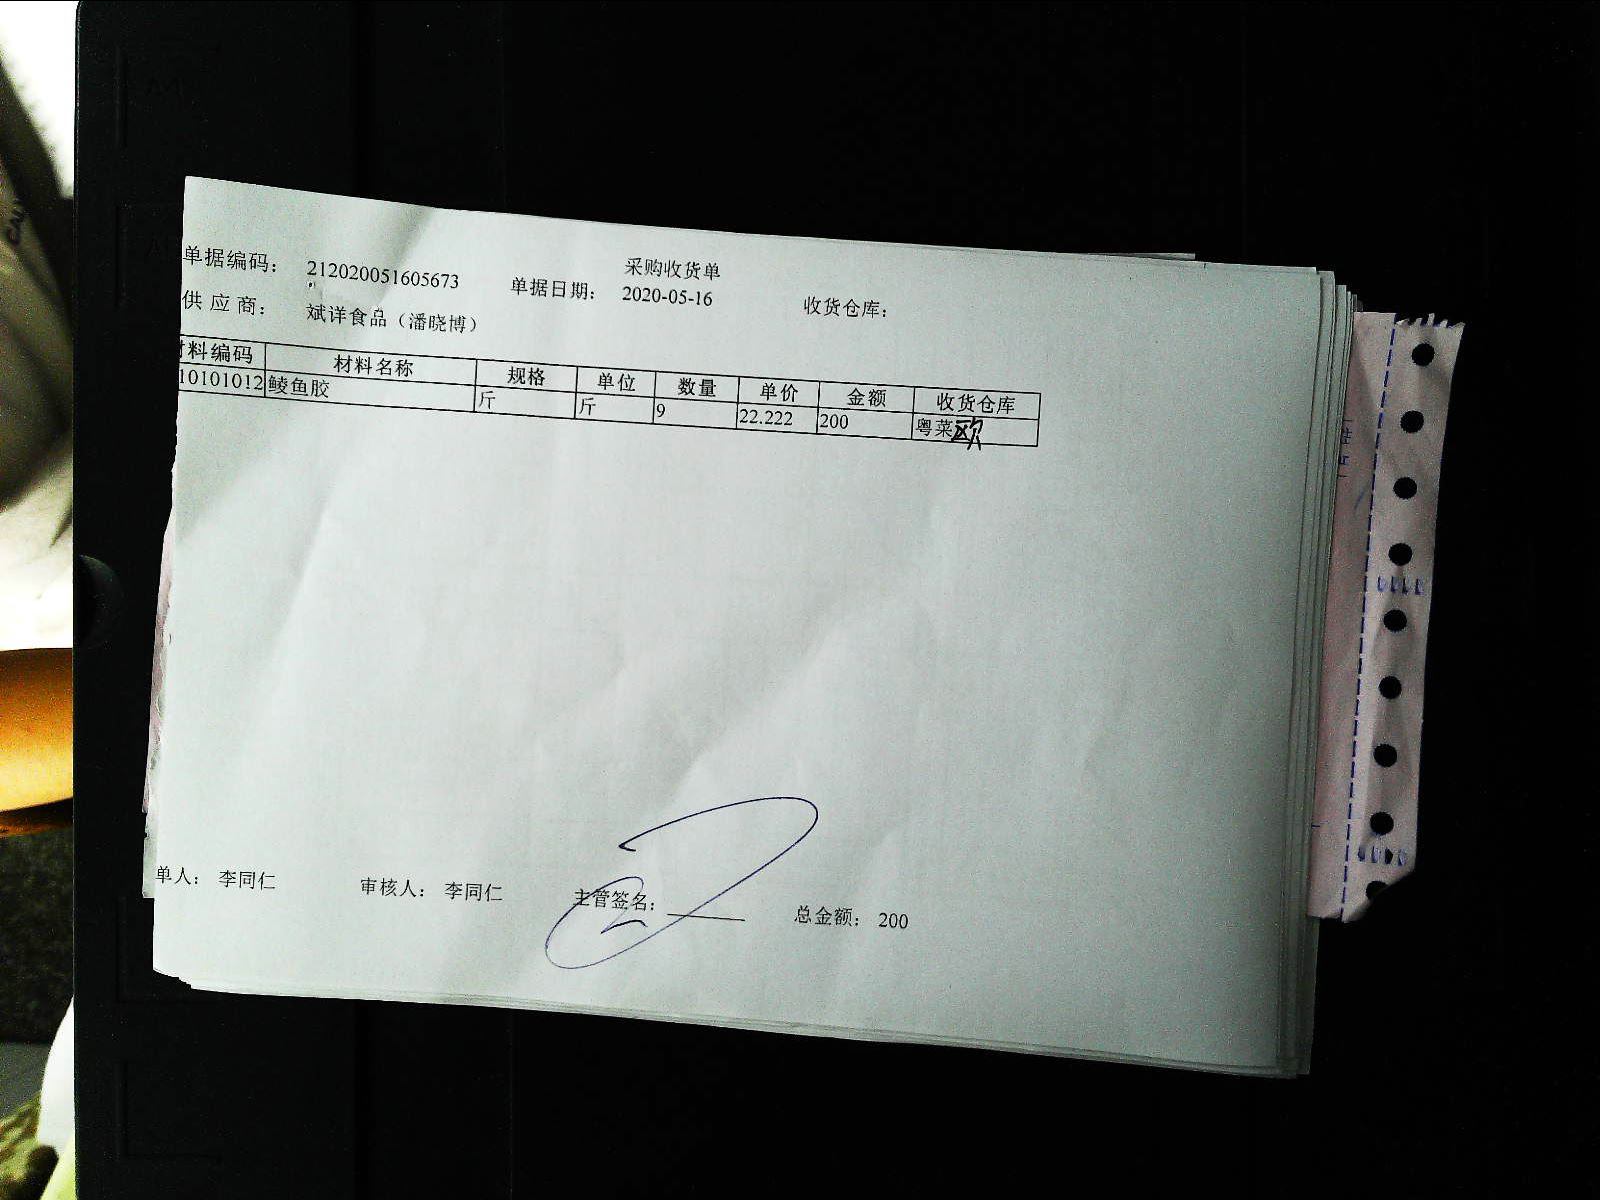 采购收货单
单据编码： 212020051605673 单据日期： 2020-05-16 收货仓库：
供 应 商： 斌详食品（潘晓博）
材料编码 材料名称 规格 单位 数量 单价 金额 收货仓库
10101012 鲮鱼胶 斤 斤 9 22.222 200 粤菜
单人： 李同仁 审核人： 李同仁 主管签名： 总金额： 200